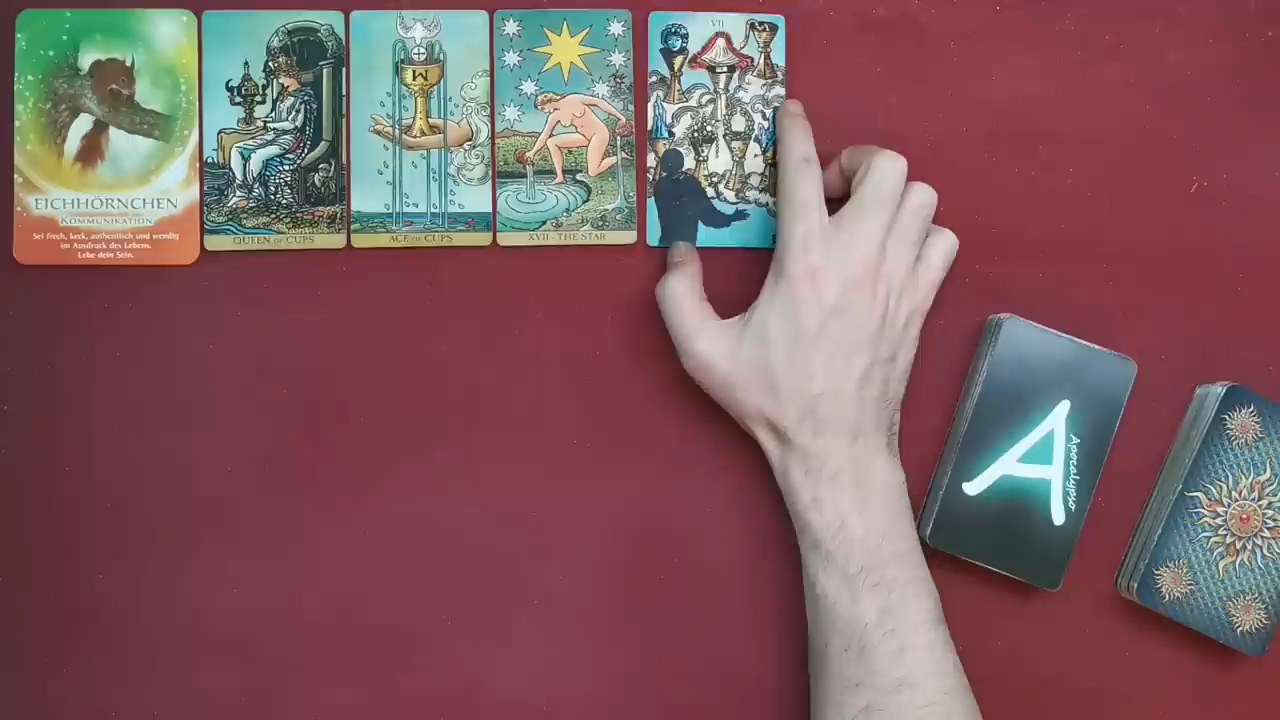 EICHHÖRNCHEN
KOMMUNIKATION
Sei frech, keck, authentisch und wendig
im Ausdruck des Lebens.
Lebe dein Sein.
QUEEN OF CUPS
ACE OF CUPS
XVII - THE STAR
VII
A
Apocalypso